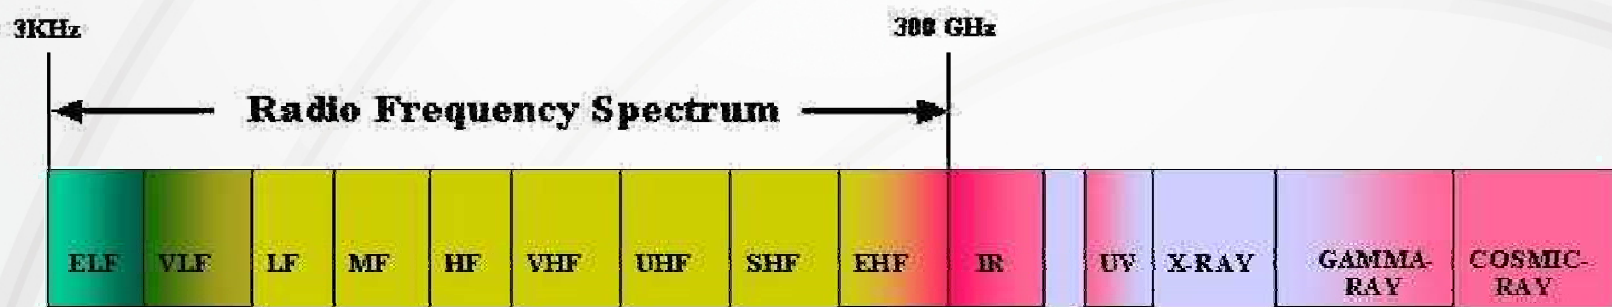 3KHz 300 GHz
Radio Frequency Spectrum
ELF VLF LF MF HF VHF UHF SHF EHF IR UV X-RAY GAMMA-RAY COSMIC-RAY